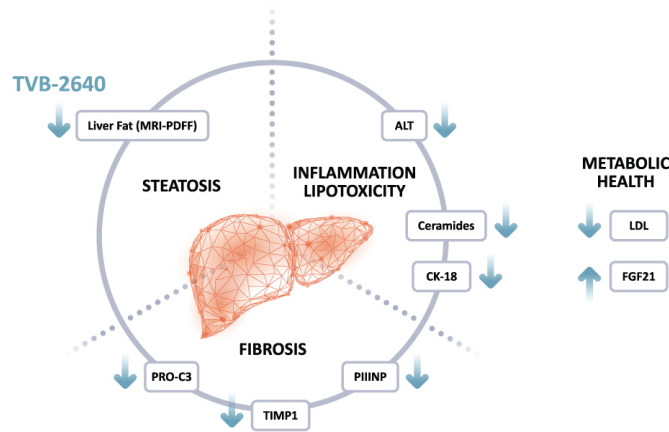 TVB-2640
Liver Fat (MRI-PDFF)
ALT
STEATOSIS
INFLAMMATION
LIPOTOXICITY
METABOLIC
HEALTH
Ceramides
LDL
CK-18
FGF21
FIBROSIS
PRO-C3
PIIINP
TIMP1